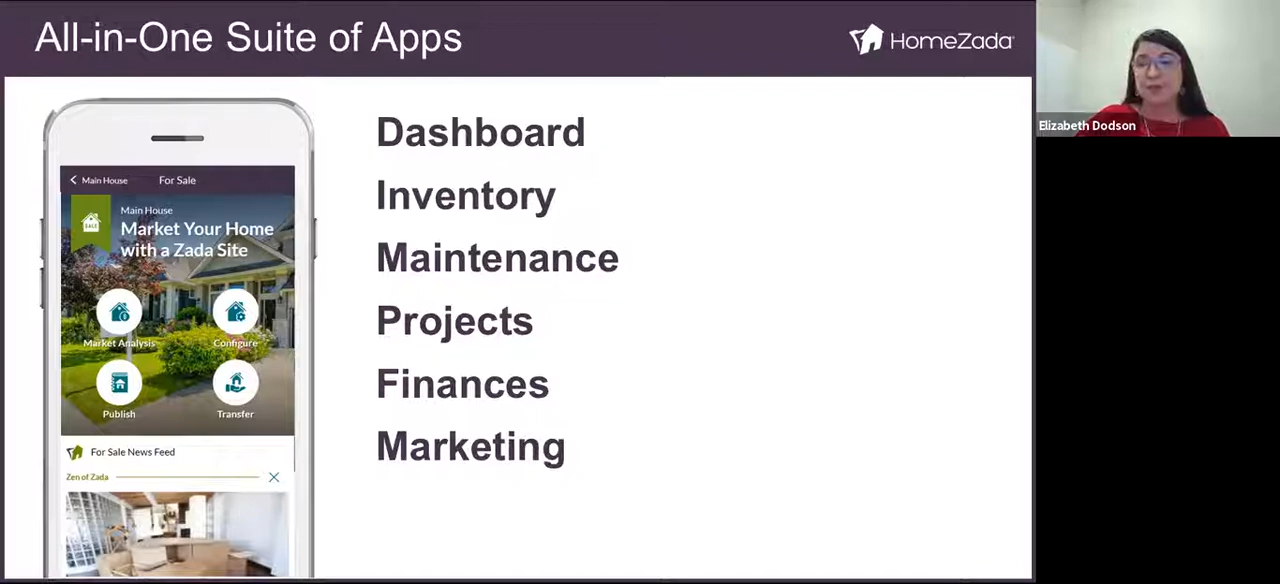 All-in-One Suite of Apps
HomeZada
Elizabeth Dodson
Main House
For Sale
SALE
Main House
Market Your Home
with a Zada Site
Market Analysis
Configure
Publish
Transfer
For Sale News Feed
Zen of Zada
Dashboard
Inventory
Maintenance
Projects
Finances
Marketing